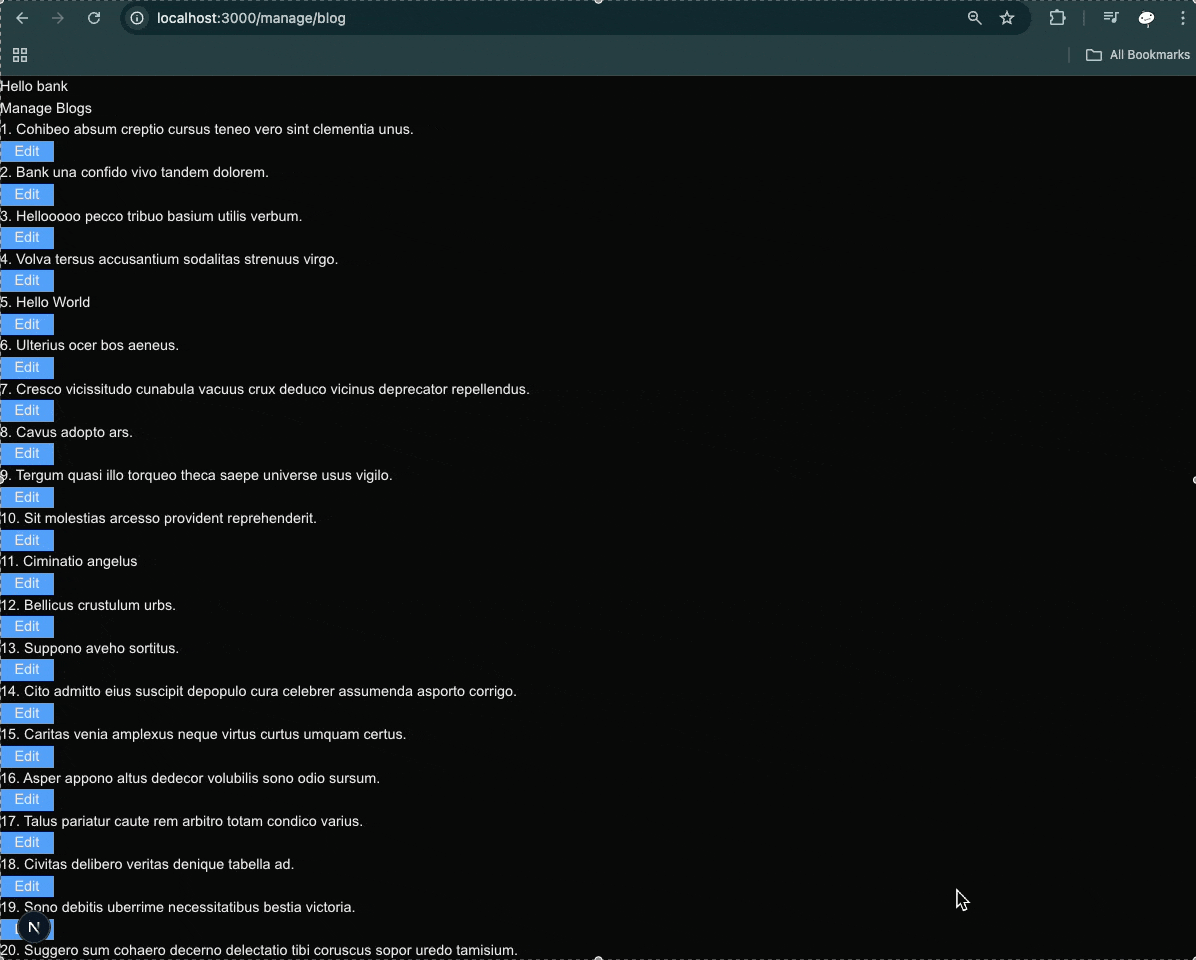 localhost:3000/manage/blog
All Bookmarks
Hello bank
Manage Blogs
1. Cohibeo absum creptio cursus teneo vero sint clementia unus.
Edit
2. Bank una confido vivo tandem dolorem.
Edit
3. Hellooooo pecco tribuo basium utilis verbum.
Edit
4. Volva tersus accusantium sodalitas strenuus virgo.
Edit
5. Hello World
Edit
6. Ulterius ocer bos aeneus.
Edit
7. Cresco vicissitudo cunabula vacuus crux deduco vicinus deprecator repellendus.
Edit
8. Cavus adopto ars.
Edit
9. Tergum quasi illo torqueo theca saepe universe usus vigilo.
Edit
10. Sit molestias arcesso provident reprehenderit.
Edit
11. Ciminatio angelus
Edit
12. Bellicus crustulum urbs.
Edit
13. Suppono aveho sortitus.
Edit
14. Cito admitto eius suscipit depopulo cura celebrer assumenda asporto corrigo.
Edit
15. Caritas venia amplexus neque virtus curtus umquam certus.
Edit
16. Asper appono altus dedecor volubilis sono odio sursum.
Edit
17. Talus pariatur caute rem arbitro totam condico varius.
Edit
18. Civitas delibero veritas denique tabella ad.
Edit
19. Sono debitis uberrime necessitatibus bestia victoria.
N
20. Suggero sum cohaero decerno delectatio tibi coruscus sopor uredo tamisium.